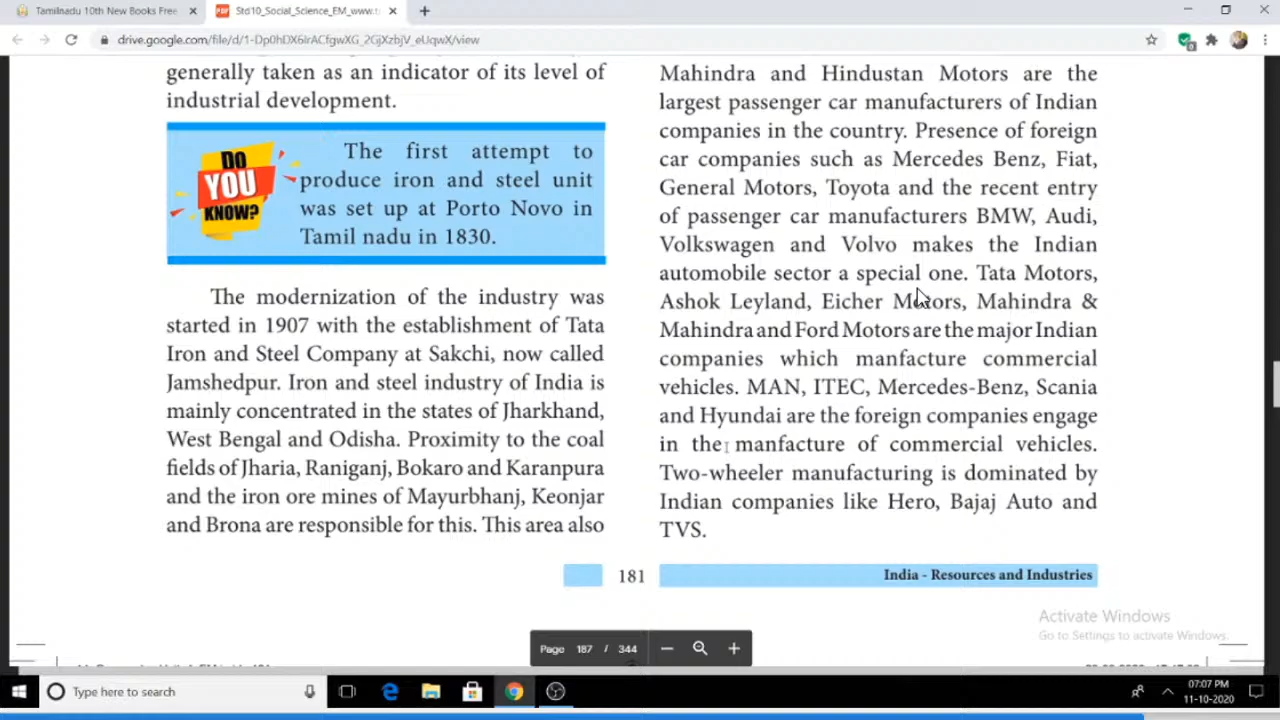 Tamilnadu 10th New Books Free
Std10_Social_Science_EM_www.t
drive.google.com/file/d/1-Dp0hDX6IrACfgwXG_2GjXzbjV_eUqwX/view
generally taken as an indicator of its level of
industrial development.
DO
YOU
KNOW?
The first attempt to
produce iron and steel unit
was set up at Porto Novo in
Tamil nadu in 1830.
The modernization of the industry was
started in 1907 with the establishment of Tata
Iron and Steel Company at Sakchi, now called
Jamshedpur. Iron and steel industry of India is
mainly concentrated in the states of Jharkhand,
West Bengal and Odisha. Proximity to the coal
fields of Jharia, Raniganj, Bokaro and Karanpura
and the iron ore mines of Mayurbhanj, Keonjar
and Brona are responsible for this. This area also
Mahindra and Hindustan Motors are the
largest passenger car manufacturers of Indian
companies in the country. Presence of foreign
car companies such as Mercedes Benz, Fiat,
General Motors, Toyota and the recent entry
of passenger car manufacturers BMW, Audi,
Volkswagen and Volvo makes the Indian
automobile sector a special one. Tata Motors,
Ashok Leyland, Eicher Motors, Mahindra &
Mahindra and Ford Motors are the major Indian
companies which manfacture commercial
vehicles. MAN, ITEC, Mercedes-Benz, Scania
and Hyundai are the foreign companies engage
in the manfacture of commercial vehicles.
Two-wheeler manufacturing is dominated by
Indian companies like Hero, Bajaj Auto and
TVS.
181
India - Resources and Industries
Activate Windows
Go to Settings to activate Windows.
Page 187 / 344
Type here to search
07:07 PM
11-10-2020